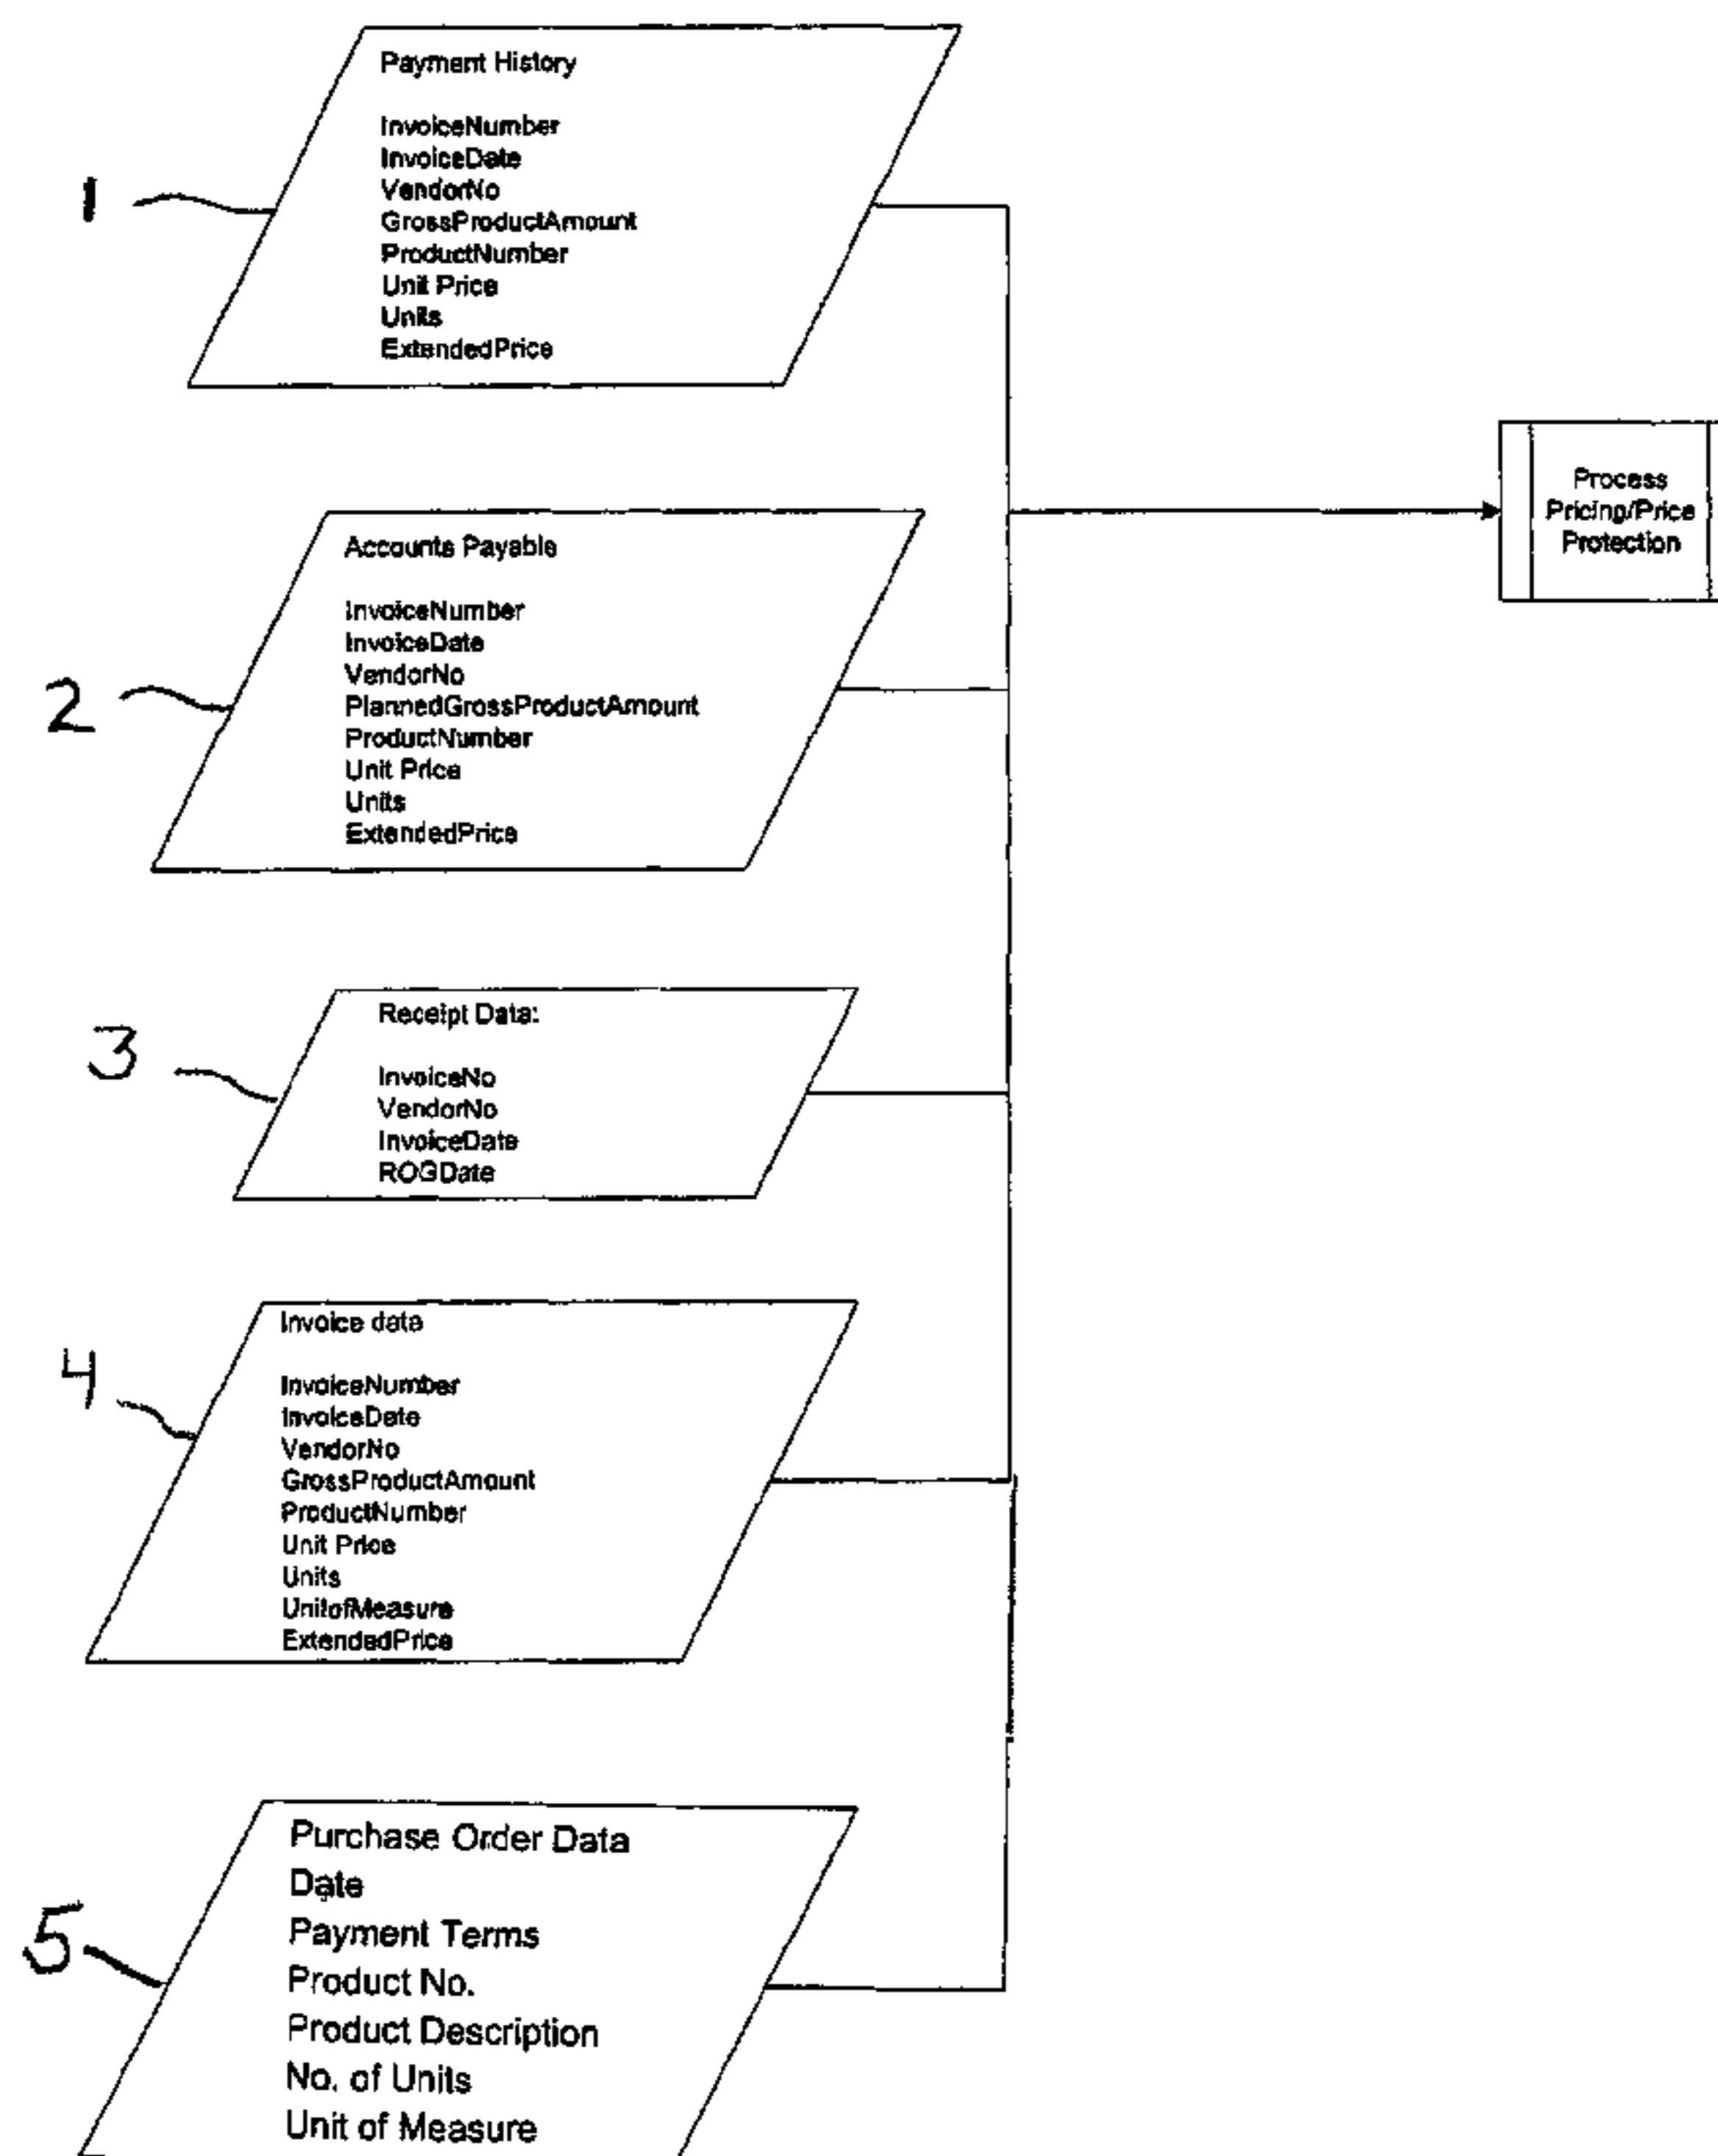 1
Payment History
InvoiceNumber
InvoiceDate
VendorNo
GrossProductAmount
ProductNumber
Unit Price
Units
ExtendedPrice
Process
Pricing/Price
Protection
2
Accounts Payable
InvoiceNumber
InvoiceDate
VendorNo
PlannedGrossProductAmount
ProductNumber
Unit Price
Units
ExtendedPrice
3
Receipt Data:
InvoiceNo
VendorNo
InvoiceDate
ROGDate
4
Invoice data
InvoiceNumber
InvoiceDate
VendorNo
GrossProductAmount
ProductNumber
Unit Price
Units
UnitofMeasure
ExtendedPrice
5
Purchase Order Data
Date
Payment Terms
Product No.
Product Description
No. of Units
Unit of Measure